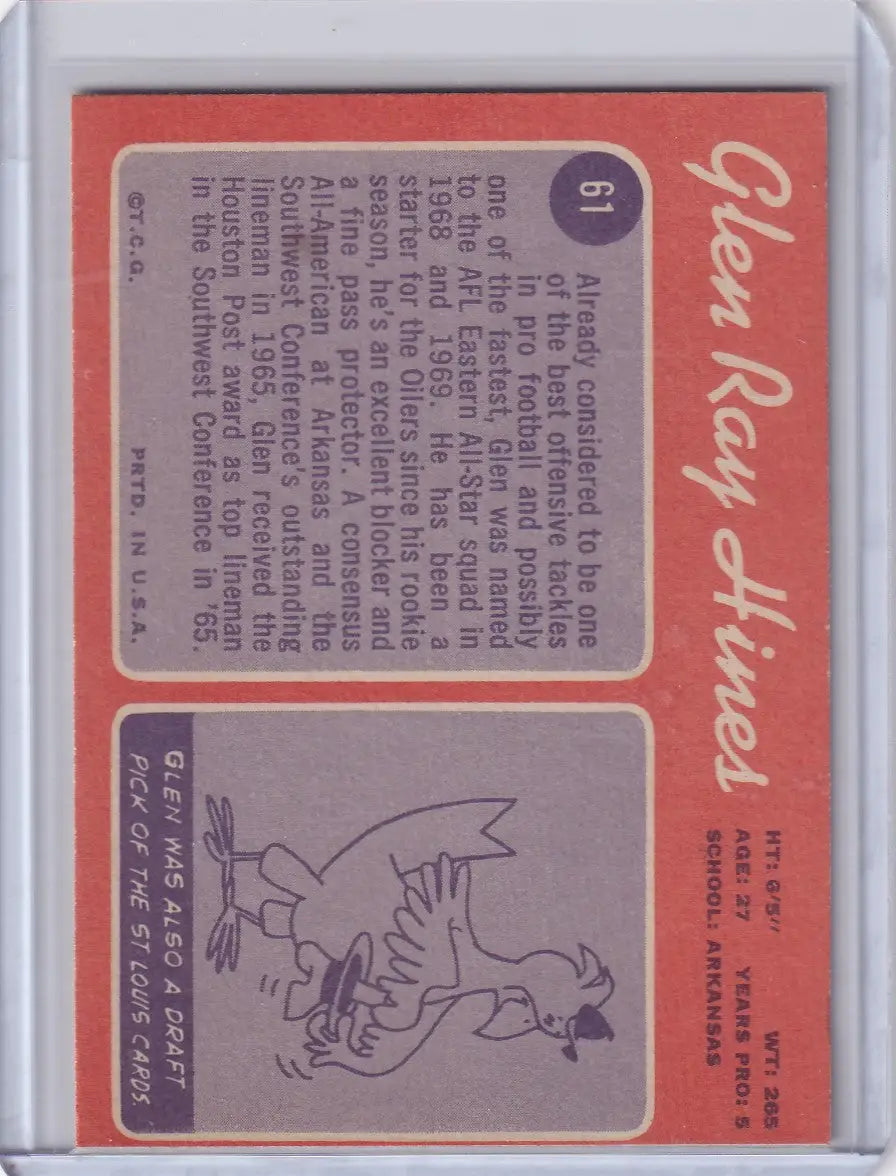 Glen Ray Hines
HT: 6'5" WT: 265
AGE: 27 YEARS PRO: 5
SCHOOL: ARKANSAS
61
Already considered to be one
of the best offensive tackles
in pro football and possibly
one of the fastest, Glen was named
to the AFL Eastern All-Star squad in
1968 and 1969. He has been a
starter for the Oilers since his rookie
season, he's an excellent blocker and
a fine pass protector. A consensus
All-American at Arkansas and the
Southwest Conference's outstanding
lineman in 1965, Glen received the
Houston Post award as top lineman
in the Southwest Conference in '65.
©T.C.G. PRTD. IN U.S.A.
GLEN WAS ALSO A DRAFT
PICK OF THE ST LOUIS CARDS.